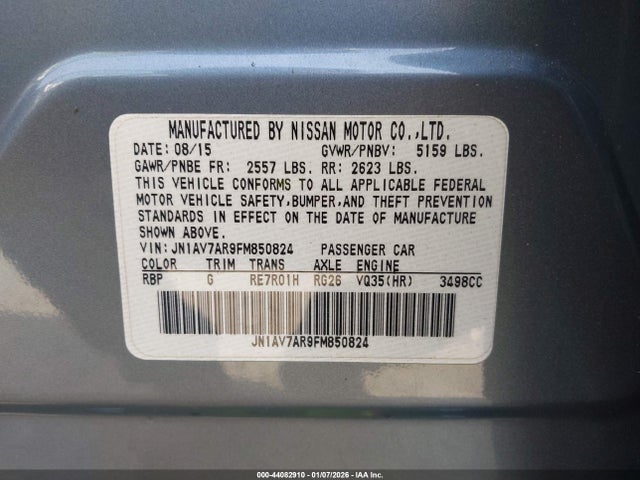 MANUFACTURED BY NISSAN MOTOR CO.,LTD.
DATE: 08/15 GVWR/PNBV: 5159 LBS.
GAWR/PNBE FR: 2557 LBS. RR: 2623 LBS.
THIS VEHICLE CONFORMS TO ALL APPLICABLE FEDERAL
MOTOR VEHICLE SAFETY,BUMPER,AND THEFT PREVENTION
STANDARDS IN EFFECT ON THE DATE OF MANUFACTURE
SHOWN ABOVE.
VIN: JN1AV7AR9FM850824 PASSENGER CAR
COLOR TRIM TRANS AXLE ENGINE
RBP G RE7R01H RG26 VQ35(HR) 3498CC
JN1AV7AR9FM850824
000-44082910 - 01/07/2026 - IAA Inc.